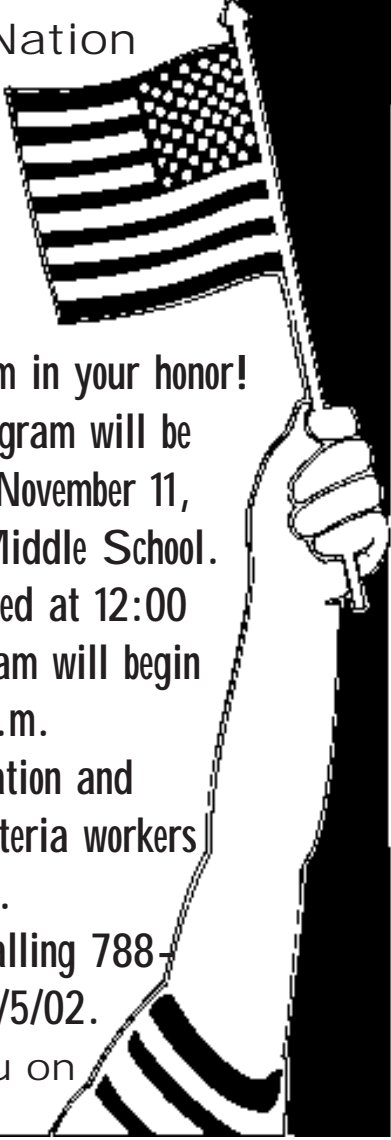 Nation
m in your honor!
gram will be
November 11,
Middle School.
ed at 12:00
am will begin
.m.
ation and
teria workers
.
alling 788-
/5/02.
u on